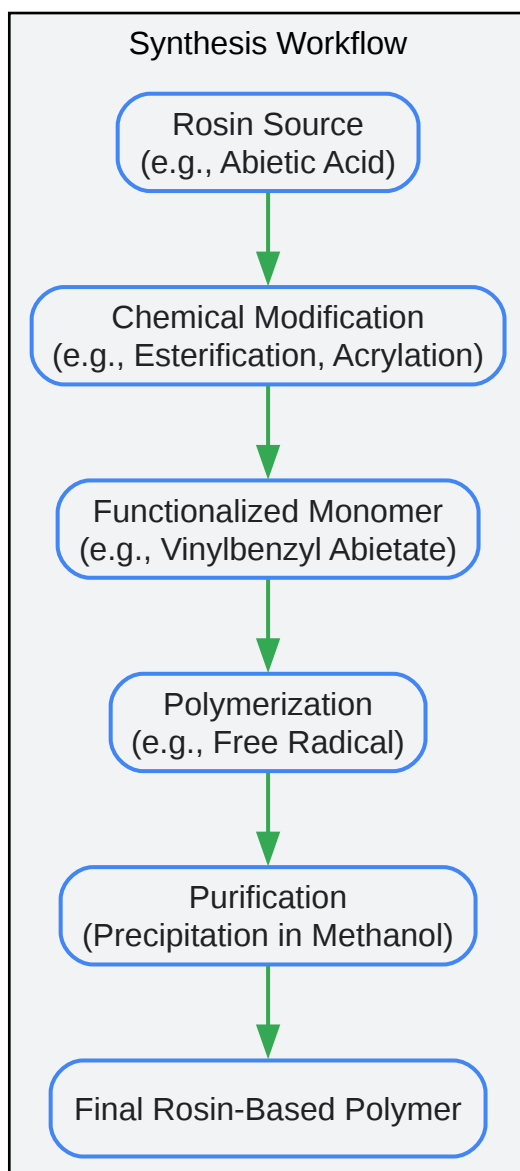 Synthesis Workflow
Rosin Source
(e.g., Abietic Acid)
Chemical Modification
(e.g., Esterification, Acrylation)
Functionalized Monomer
(e.g., Vinylbenzyl Abietate)
Polymerization
(e.g., Free Radical)
Purification
(Precipitation in Methanol)
Final Rosin-Based Polymer